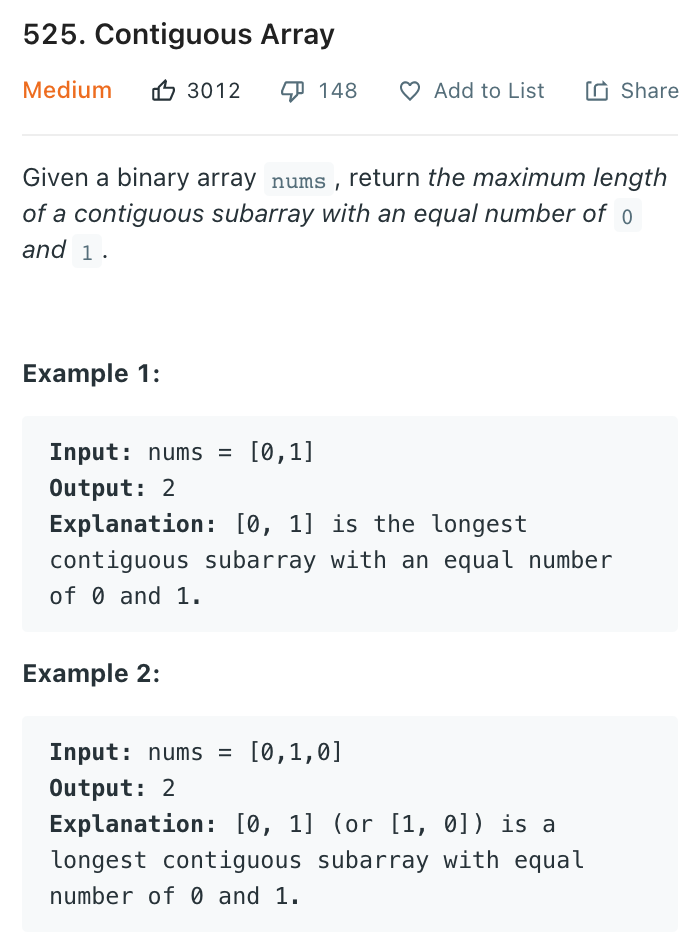 525. Contiguous Array
Medium 3012 148 Add to List Share
Given a binary array nums , return the maximum length
of a contiguous subarray with an equal number of 0
and 1 .
Example 1:
Input: nums = [0,1]
Output: 2
Explanation: [0, 1] is the longest
contiguous subarray with an equal number
of 0 and 1.
Example 2:
Input: nums = [0,1,0]
Output: 2
Explanation: [0, 1] (or [1, 0]) is a
longest contiguous subarray with equal
number of 0 and 1.